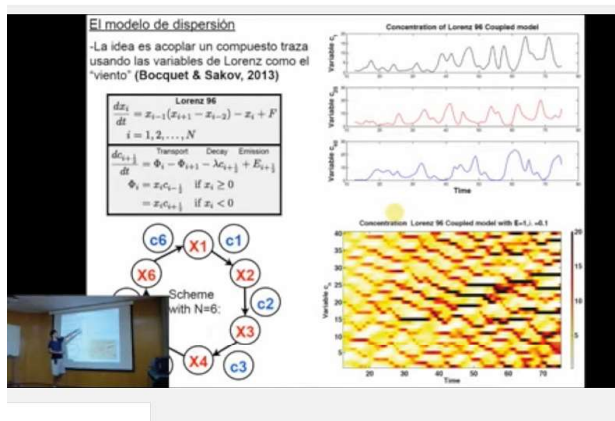 El modelo de dispersión
-La idea es acoplar un compuesto traza
usando las variables de Lorenz como el
“viento” (Bocquet & Sakov, 2013)
Lorenz 96
dx_i/dt = x_{i-1}(x_{i+1} − x_{i-2}) − x_i + F
i = 1, 2, …, N
Transport Decay Emission
dc_{i+½}/dt = Φ_i − Φ_{i+1} − λc_{i+½} + E_{i+½}
Φ_i = x_i c_{i-½} if x_i ≥ 0
= x_i c_{i+½} if x_i < 0
c6 X1 c1
X6 X2
Scheme
with N=6:
c2
X3
X4
c3
Concentration of Lorenz 96 Coupled model
Variable c
Variable c
Variable c
Time
Concentration Lorenz 96 Coupled model with E=1, λ =0.1
Variable c
40
35
30
25
20
15
10
5
20 30 40 50 60 70
Time
20
15
10
5